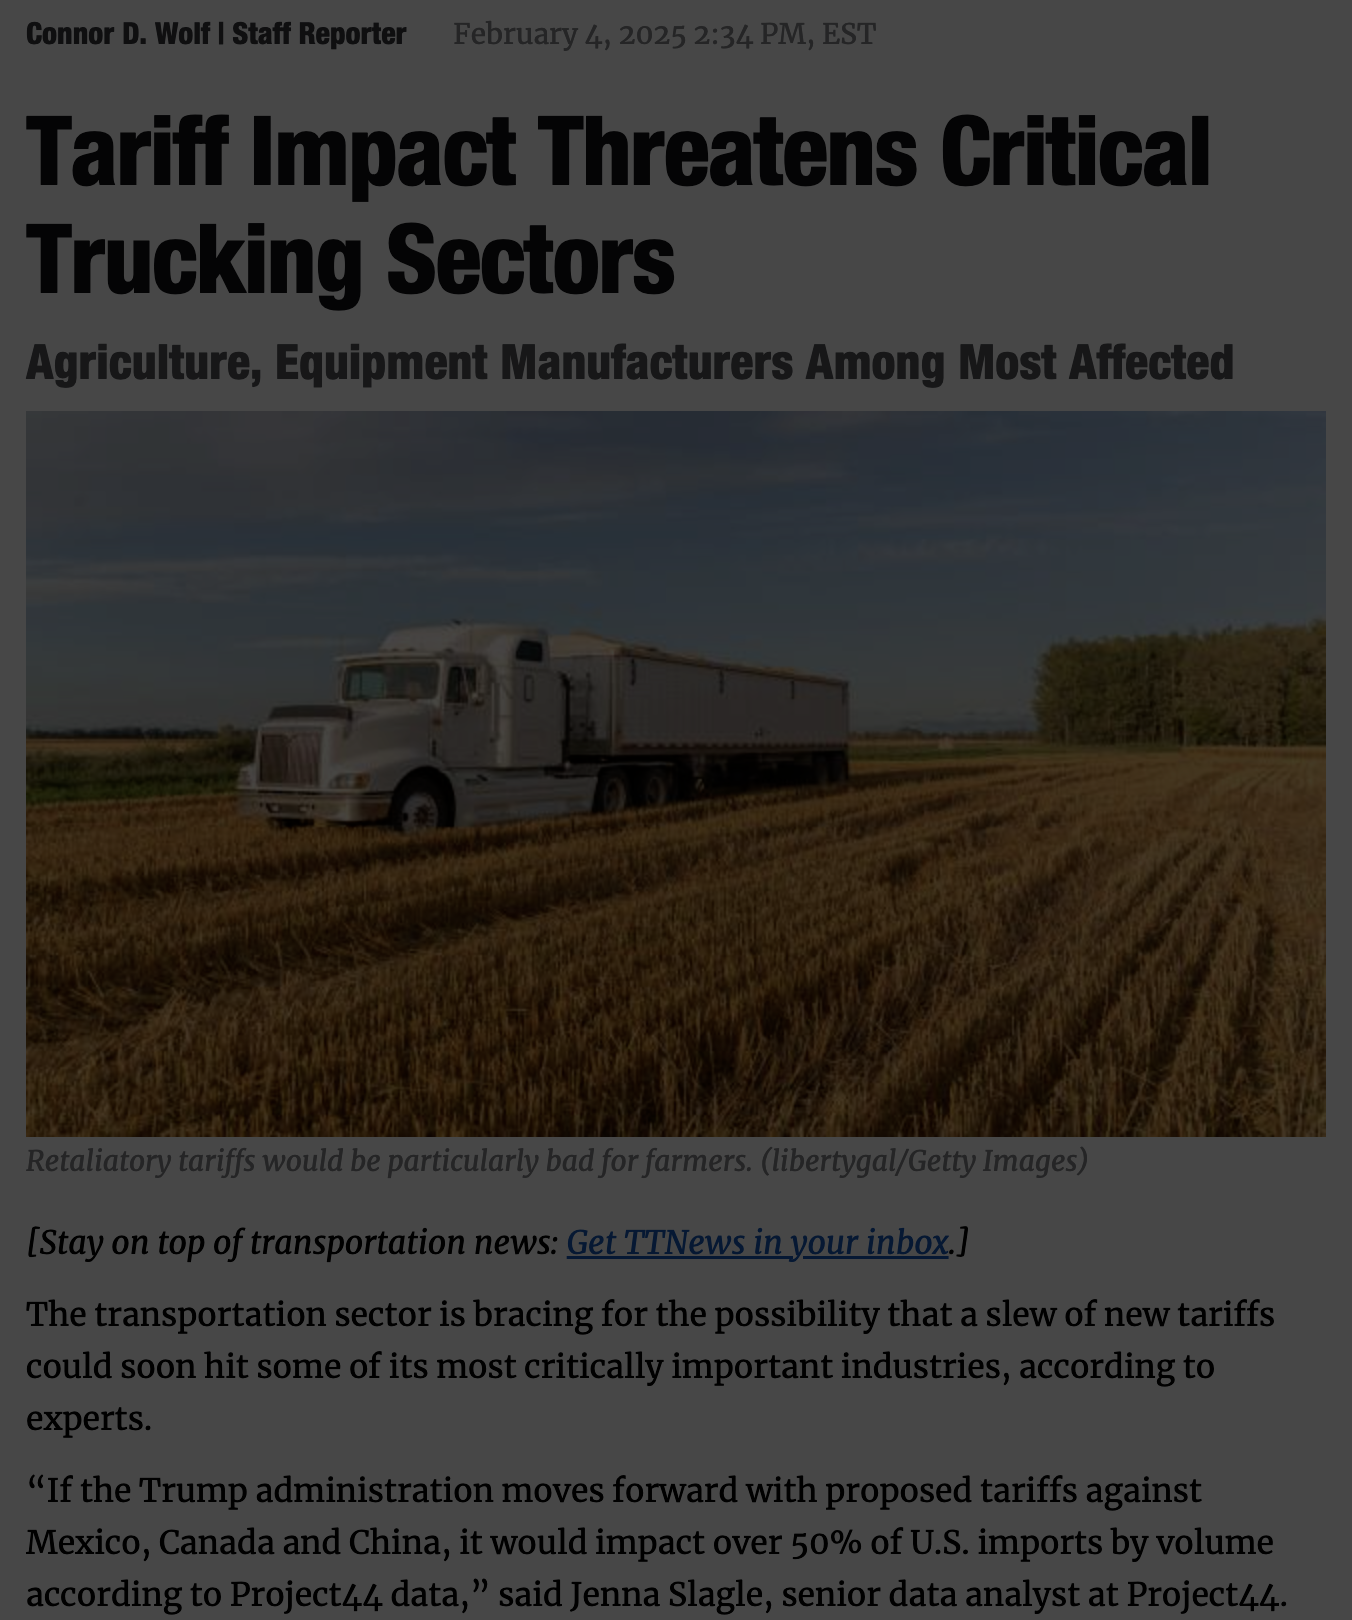 Connor D. Wolf | Staff Reporter February 4, 2025 2:34 PM, EST
Tariff Impact Threatens Critical
Trucking Sectors
Agriculture, Equipment Manufacturers Among Most Affected
Retaliatory tariffs would be particularly bad for farmers. (libertygal/Getty Images)
[Stay on top of transportation news: Get TTNews in your inbox.]
The transportation sector is bracing for the possibility that a slew of new tariffs
could soon hit some of its most critically important industries, according to
experts.
“If the Trump administration moves forward with proposed tariffs against
Mexico, Canada and China, it would impact over 50% of U.S. imports by volume
according to Project44 data,” said Jenna Slagle, senior data analyst at Project44.